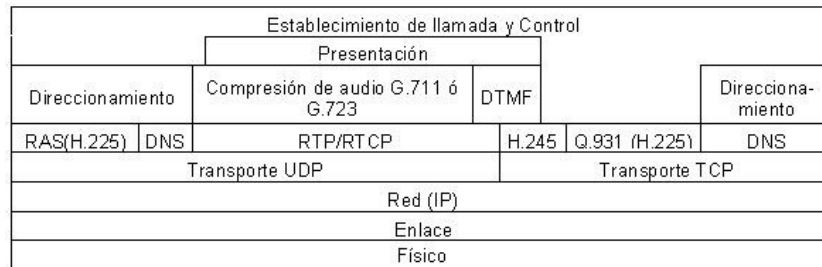 Establecimiento de llamada y Control
Presentación
Direccionamiento
Compresión de audio G.711 ó
G.723
DTMF
Direcciona-
miento
RAS(H.225)
DNS
RTP/RTCP
H.245
Q.931 (H.225)
DNS
Transporte UDP
Transporte TCP
Red (IP)
Enlace
Físico